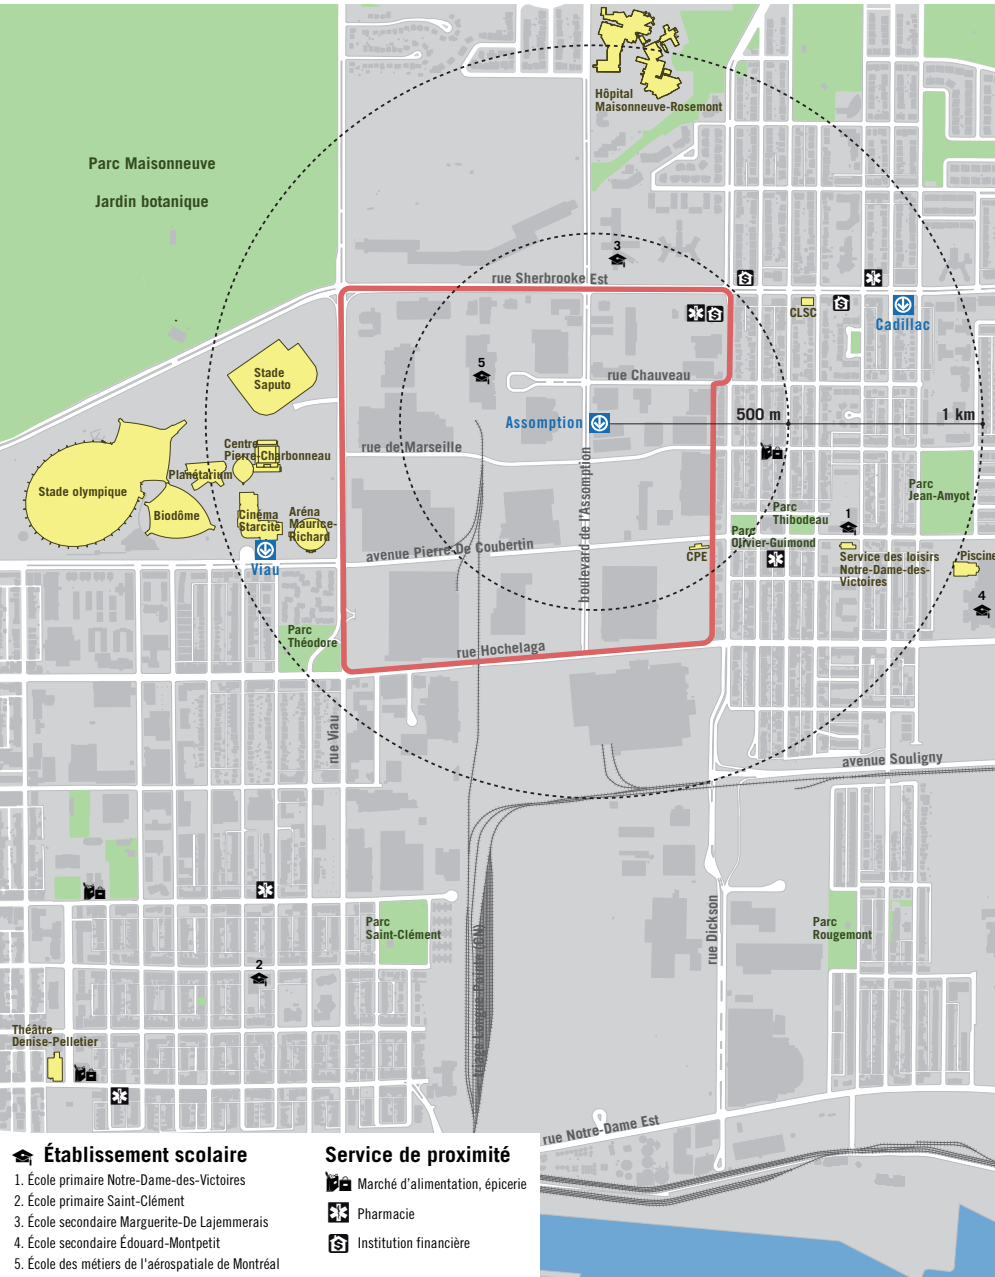 Hôpital
Maisonneuve-Rosemont
Parc Maisonneuve
Jardin botanique
3
rue Sherbrooke Est
CLSC
Cadillac
Stade
Saputo
5
rue Chauveau
Assomption
500 m
1 km
Centre
Pierre-Charbonneau
rue de Marseille
Planétarium
Stade olympique
Biodôme
Cinéma
Starcité
Aréna
Maurice-
Richard
Viau
boulevard de l'Assomption
avenue Pierre-De Coubertin
CPE
Parc
Jean-Amyot
Parc
Thibodeau
1
Parc
Olivier-Guimond
Service des loisirs
Notre-Dame-des-
Victoires
Piscine
4
Parc
Théodore
rue Hochelaga
rue Viau
avenue Souligny
Parc
Saint-Clément
rue Dickson
Parc
Rougemont
triage Longue-Pointe (CN)
2
Théâtre
Denise-Pelletier
rue Notre-Dame Est
Établissement scolaire
1. École primaire Notre-Dame-des-Victoires
2. École primaire Saint-Clément
3. École secondaire Marguerite-De Lajemmerais
4. École secondaire Édouard-Montpetit
5. École des métiers de l'aérospatiale de Montréal
Service de proximité
Marché d'alimentation, épicerie
Pharmacie
Institution financière